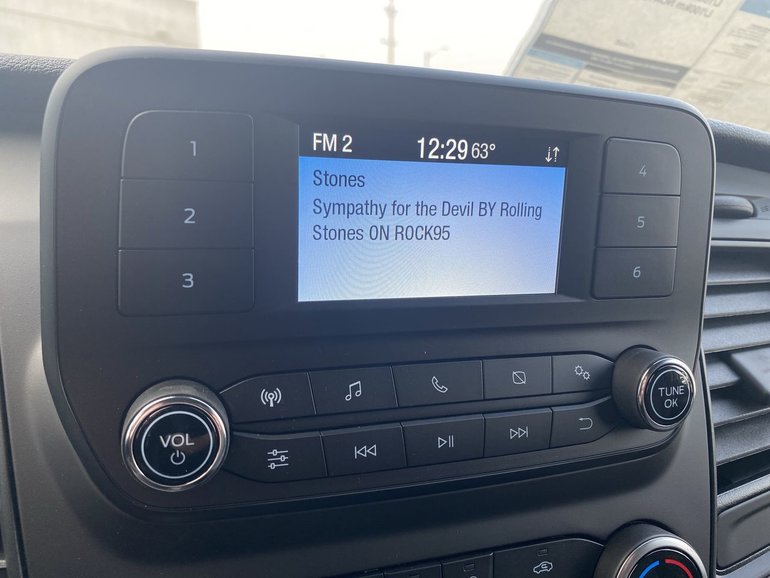 FM 2 12:29 63°
Stones
Sympathy for the Devil BY Rolling
Stones ON ROCK95
1
2
3
4
5
6
VOL
TUNE
OK